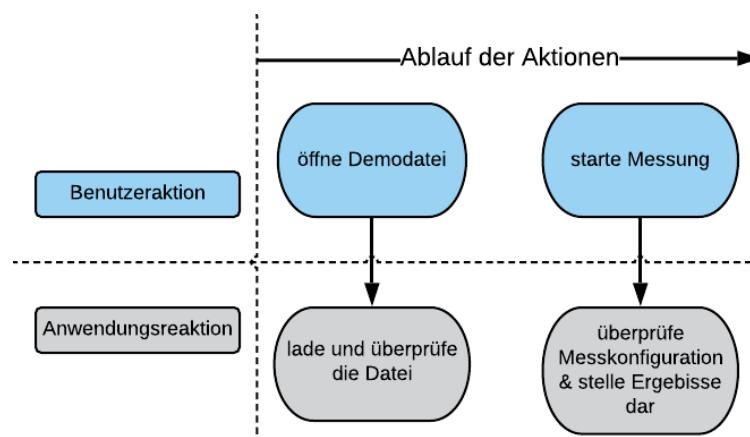 Ablauf der Aktionen
öffne Demodatei
starte Messung
Benutzeraktion
Anwendungsreaktion
lade und überprüfe
die Datei
überprüfe
Messkonfiguration
& stelle Ergebisse
dar